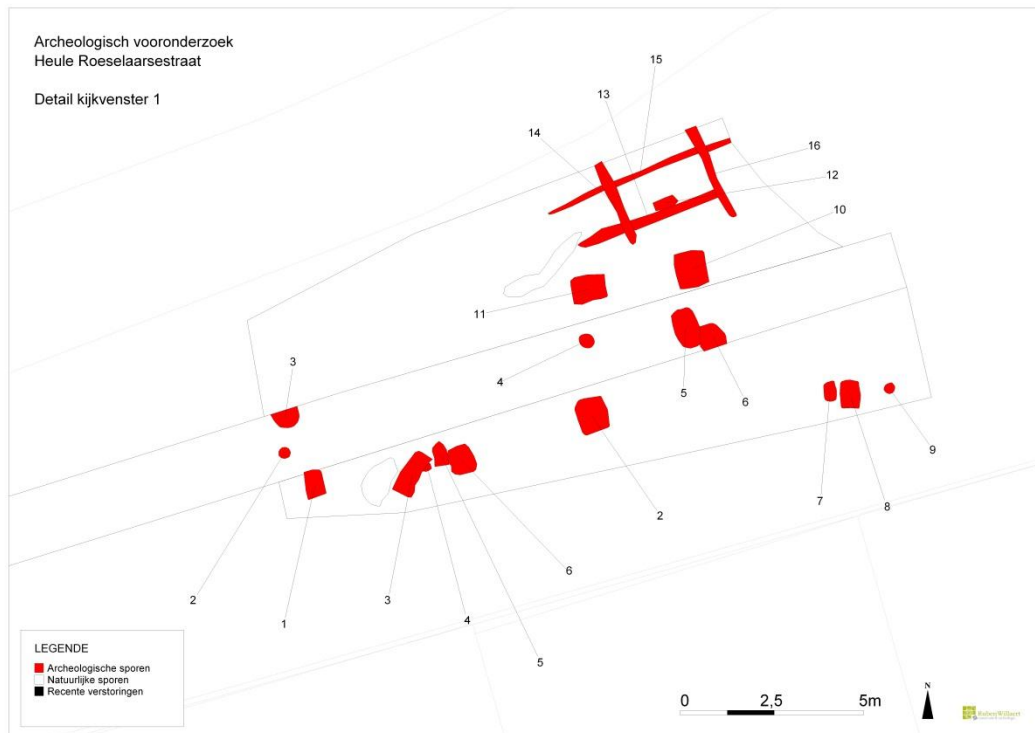 Archeologisch vooronderzoek
Heule Roeselaarsestraat
Detail kijkvenster 1
15
13
14
16
12
10
11
4
5
6
3
9
7
2
8
2
6
1
3
4
5
LEGENDE
Archeologische sporen
Natuurlijke sporen
Recente verstoringen
0 2,5 5m
N
RubenWillaert